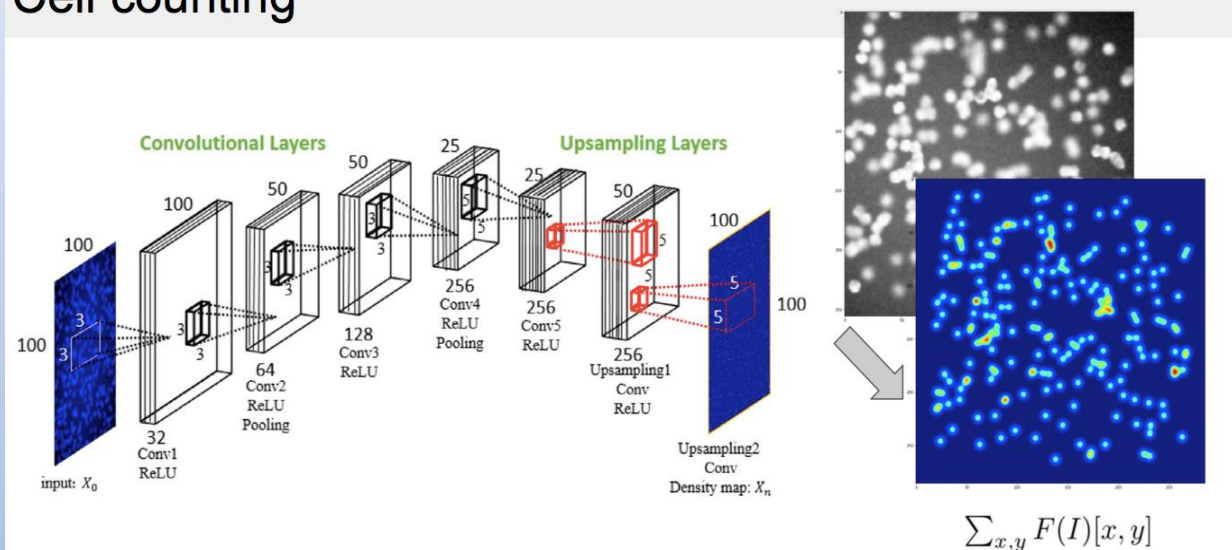 Cell counting
Convolutional Layers
Upsampling Layers
100
100
3
3
input: X₀
100
3
3
32
Conv1
ReLU
50
3
3
64
Conv2
ReLU
Pooling
50
3
3
128
Conv3
ReLU
25
5
5
256
Conv4
ReLU
Pooling
25
256
Conv5
ReLU
50
5
5
256
Upsampling1
Conv
ReLU
100
100
5
5
Upsampling2
Conv
Density map: Xₙ
∑x,y F(I)[x, y]